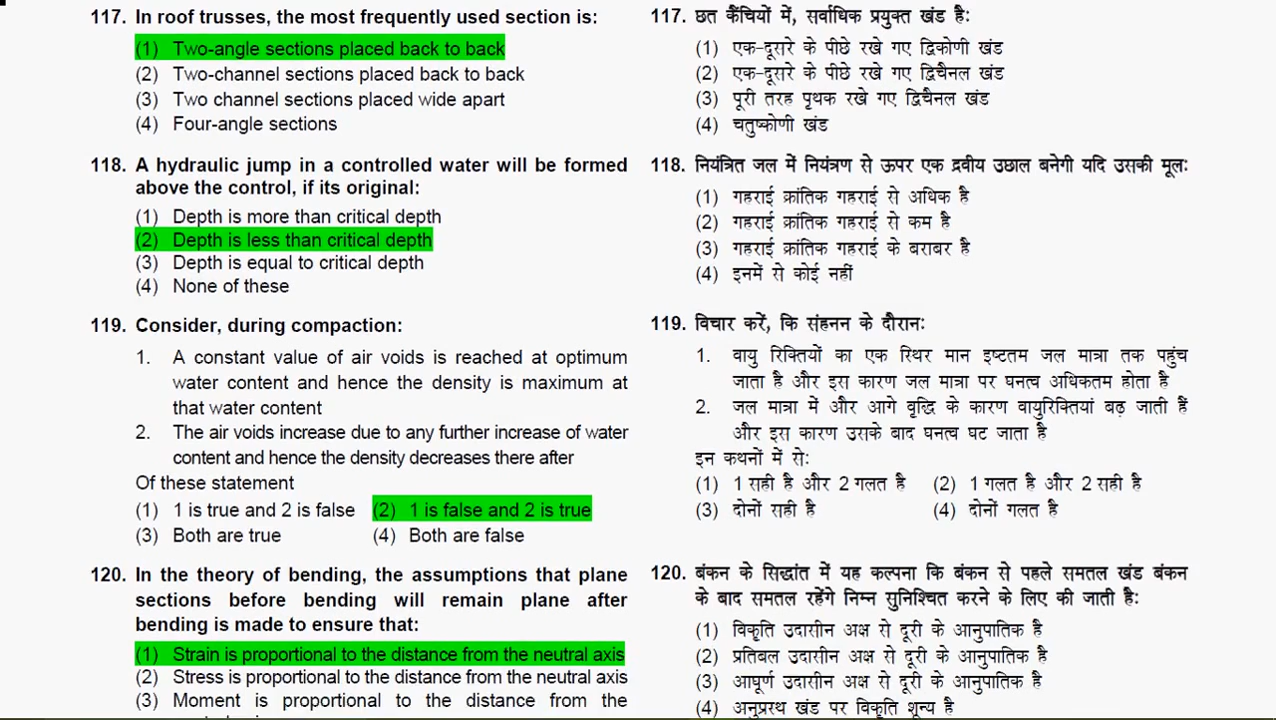 117. In roof trusses, the most frequently used section is:
(1) Two-angle sections placed back to back
(2) Two-channel sections placed back to back
(3) Two channel sections placed wide apart
(4) Four-angle sections
118. A hydraulic jump in a controlled water will be formed
above the control, if its original:
(1) Depth is more than critical depth
(2) Depth is less than critical depth
(3) Depth is equal to critical depth
(4) None of these
119. Consider, during compaction:
1. A constant value of air voids is reached at optimum
water content and hence the density is maximum at
that water content
2. The air voids increase due to any further increase of water
content and hence the density decreases there after
Of these statement
(1) 1 is true and 2 is false (2) 1 is false and 2 is true
(3) Both are true (4) Both are false
120. In the theory of bending, the assumptions that plane
sections before bending will remain plane after
bending is made to ensure that:
(1) Strain is proportional to the distance from the neutral axis
(2) Stress is proportional to the distance from the neutral axis
(3) Moment is proportional to the distance from the
117. छत कैंचियों में, सर्वाधिक प्रयुक्त खंड है:
(1) एक-दूसरे के पीछे रखे गए द्विकोणी खंड
(2) एक-दूसरे के पीछे रखे गए द्विचैनल खंड
(3) पूरी तरह पृथक रखे गए द्विचैनल खंड
(4) चतुष्कोणी खंड
118. नियंत्रित जल में नियंत्रण से ऊपर एक द्रवीय उछाल बनेगी यदि उसकी मूल:
(1) गहराई क्रांतिक गहराई से अधिक है
(2) गहराई क्रांतिक गहराई से कम है
(3) गहराई क्रांतिक गहराई के बराबर है
(4) इनमें से कोई नहीं
119. विचार करें, कि संहनन के दौरान:
1. वायु रिक्तियों का एक स्थिर मान इष्टतम जल मात्रा तक पहुंच
जाता है और इस कारण जल मात्रा पर घनत्व अधिकतम होता है
2. जल मात्रा में और आगे वृद्धि के कारण वायुरिक्तियां बढ़ जाती हैं
और इस कारण उसके बाद घनत्व घट जाता है
इन कथनों में से:
(1) 1 सही है और 2 गलत है (2) 1 गलत है और 2 सही है
(3) दोनों सही है (4) दोनों गलत है
120. बंकन के सिद्धांत में यह कल्पना कि बंकन से पहले समतल खंड बंकन
के बाद समतल रहेंगे निम्न सुनिश्चित करने के लिए की जाती है:
(1) विकृति उदासीन अक्ष से दूरी के आनुपातिक है
(2) प्रतिबल उदासीन अक्ष से दूरी के आनुपातिक है
(3) आघूर्ण उदासीन अक्ष से दूरी के आनुपातिक है
(4) अनुप्रस्थ खंड पर विकृति शून्य है